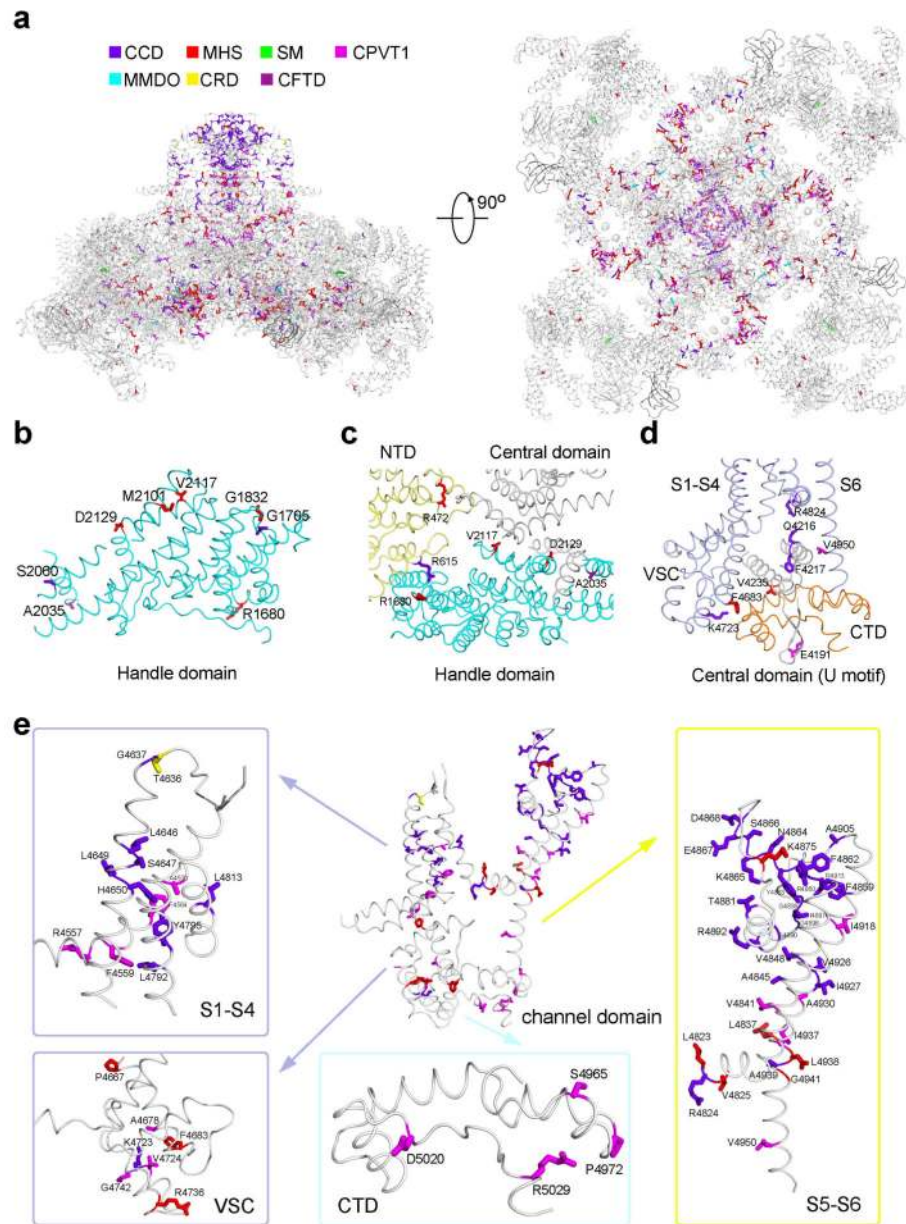 a
CCD MHS SM CPVT1
MMDO CRD CFTD
90º
b
D2129
M2101
V2117
G1832
G1705
S2060
A2035
R1680
Handle domain
c
NTD
Central domain
R472
V2117
D2129
R615
A2035
R1680
Handle domain
d
S1-S4
S6
R4824
Q4216
V4950
F4217
VSC
V4235
F4683
K4723
CTD
E4191
Central domain (U motif)
e
G4637
T4636
L4646
L4649
S4647
H4650
L4813
Y4795
R4557
F4559
L4792
S1-S4
P4667
A4678
K4723
F4683
V4724
G4742
R4736
VSC
channel domain
S4965
D5020
P4972
R5029
CTD
D4868
S4866
N4864
A4905
E4867
K4875
F4862
K4865
F4859
T4881
I4918
R4892
V4848
V4926
A4845
I4927
V4841
A4930
L4837
I4937
L4823
L4938
A4939
G4941
V4825
R4824
V4950
S5-S6